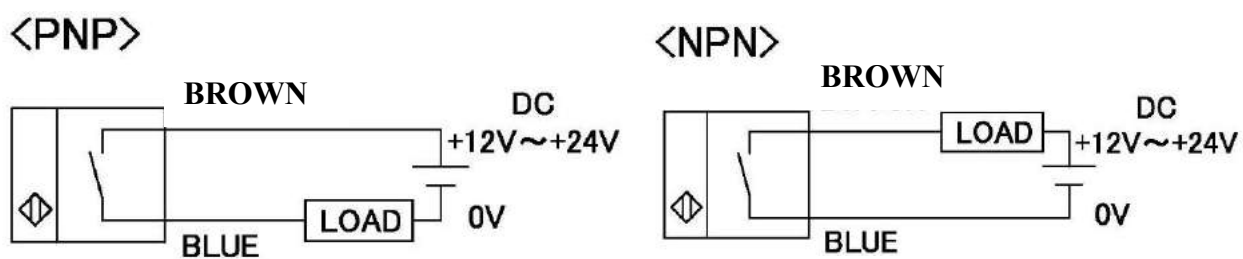 <PNP>
BROWN
DC
+12V~+24V
LOAD
0V
BLUE
<NPN>
BROWN
DC
LOAD
+12V~+24V
0V
BLUE